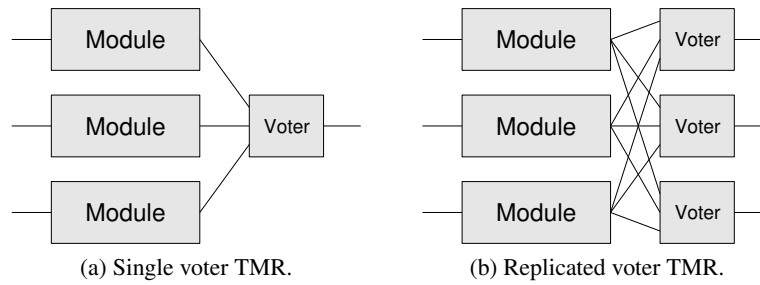 Module Module Voter
Module Voter Module Voter
Module Module Voter
(a) Single voter TMR. (b) Replicated voter TMR.